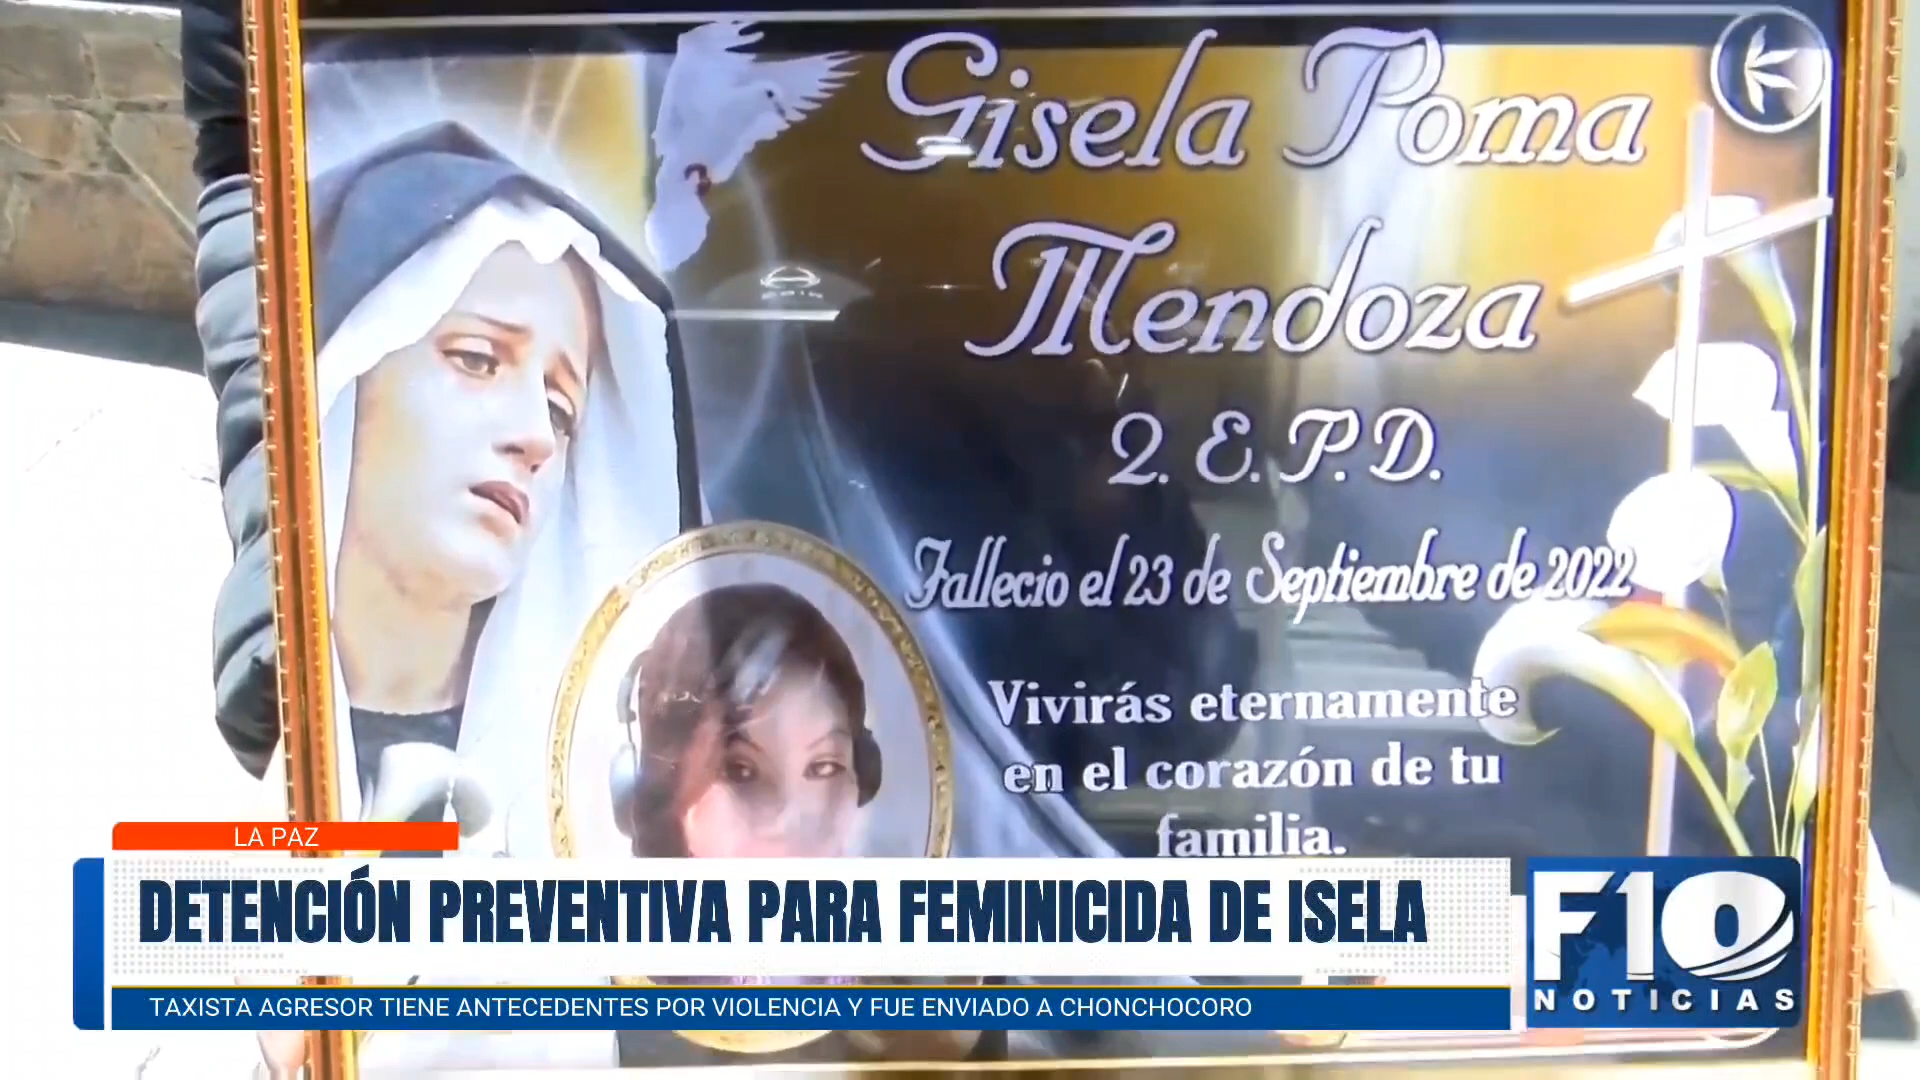 Gisela Poma
Mendoza
Q. E. P. D.
Fallecio el 23 de Septiembre de 2022
Vivirás eternamente
en el corazón de tu
familia.
LA PAZ
DETENCIÓN PREVENTIVA PARA FEMINICIDA DE ISELA
TAXISTA AGRESOR TIENE ANTECEDENTES POR VIOLENCIA Y FUE ENVIADO A CHONCHOCORO
F10
NOTICIAS